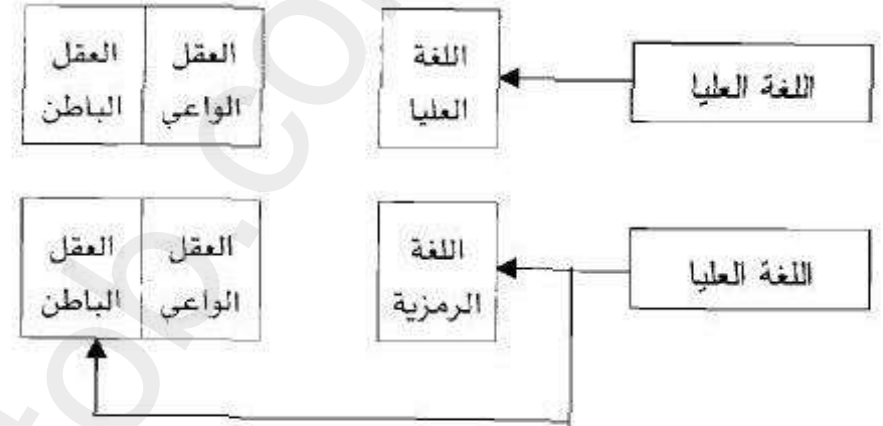 اللغة العليا
اللغة
العليا
العقل
الواعي
العقل
الباطن
اللغة العليا
اللغة
الرمزية
العقل
الواعي
العقل
الباطن